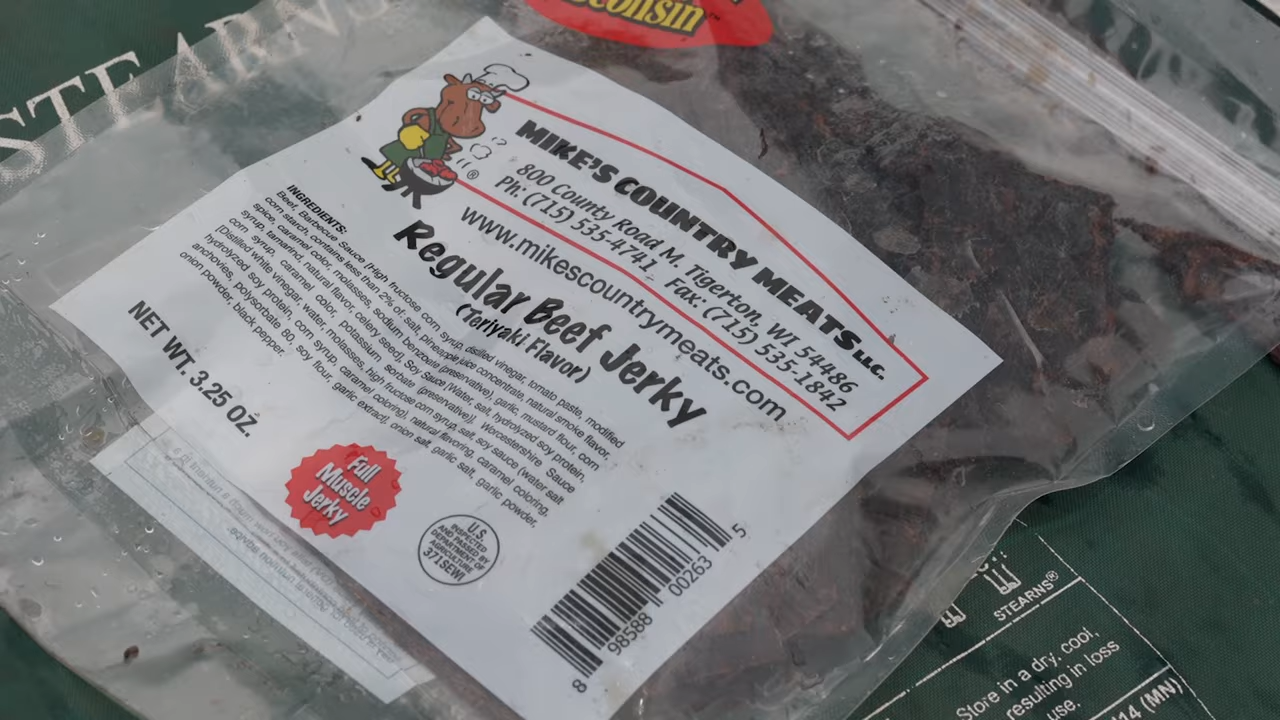 STEARNS
Wisconsin™
®
MIKE'S COUNTRY MEATS LLC.
800 County Road M. Tigerton, WI 54486
Ph: (715) 535-4741 Fax: (715) 535-1842
www.mikescountrymeats.com
Regular Beef Jerky
(Teriyaki Flavor)
INGREDIENTS:
Beef, Barbecue Sauce [High fructose corn syrup, distilled vinegar, tomato paste, modified
corn starch, contains less than 2% of: salt, pineapple juice concentrate, natural smoke flavor,
spice, caramel color, molasses, sodium benzoate (preservative), garlic, mustard flour, corn
syrup, tamarind, natural flavor, celery seed], Soy Sauce (Water, salt, hydrolyzed soy protein,
corn syrup, caramel color, potassium sorbate (preservative)], Worcestershire Sauce
[Distilled white vinegar, water, molasses, high fructose corn syrup, salt, soy sauce (water salt
hydrolyzed soy protein, corn syrup, caramel coloring), natural flavoring, caramel coloring,
anchovies, polysorbate 80, soy flour, garlic extract], onion salt, garlic salt, garlic powder,
onion powder, black pepper.
NET WT. 3.25 OZ.
Full
Muscle
Jerky
U.S.
INSPECTED
AND PASSED BY
DEPARTMENT OF
AGRICULTURE
371SEWI
8 98588 00263 5
STEARNS®
Store in a dry, cool,
resulting in loss
use.
14 (MN)